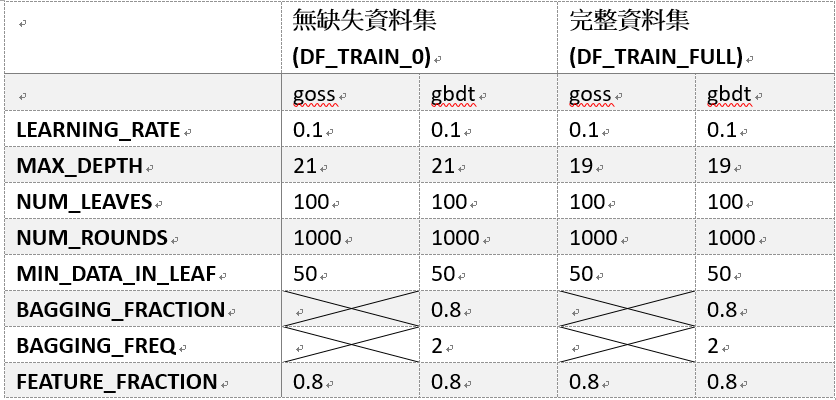 無缺失資料集 完整資料集
(DF_TRAIN_0) (DF_TRAIN_FULL)
goss gbdt goss gbdt
LEARNING_RATE 0.1 0.1 0.1 0.1
MAX_DEPTH 21 21 19 19
NUM_LEAVES 100 100 100 100
NUM_ROUNDS 1000 1000 1000 1000
MIN_DATA_IN_LEAF 50 50 50 50
BAGGING_FRACTION 0.8 0.8
BAGGING_FREQ 2 2
FEATURE_FRACTION 0.8 0.8 0.8 0.8